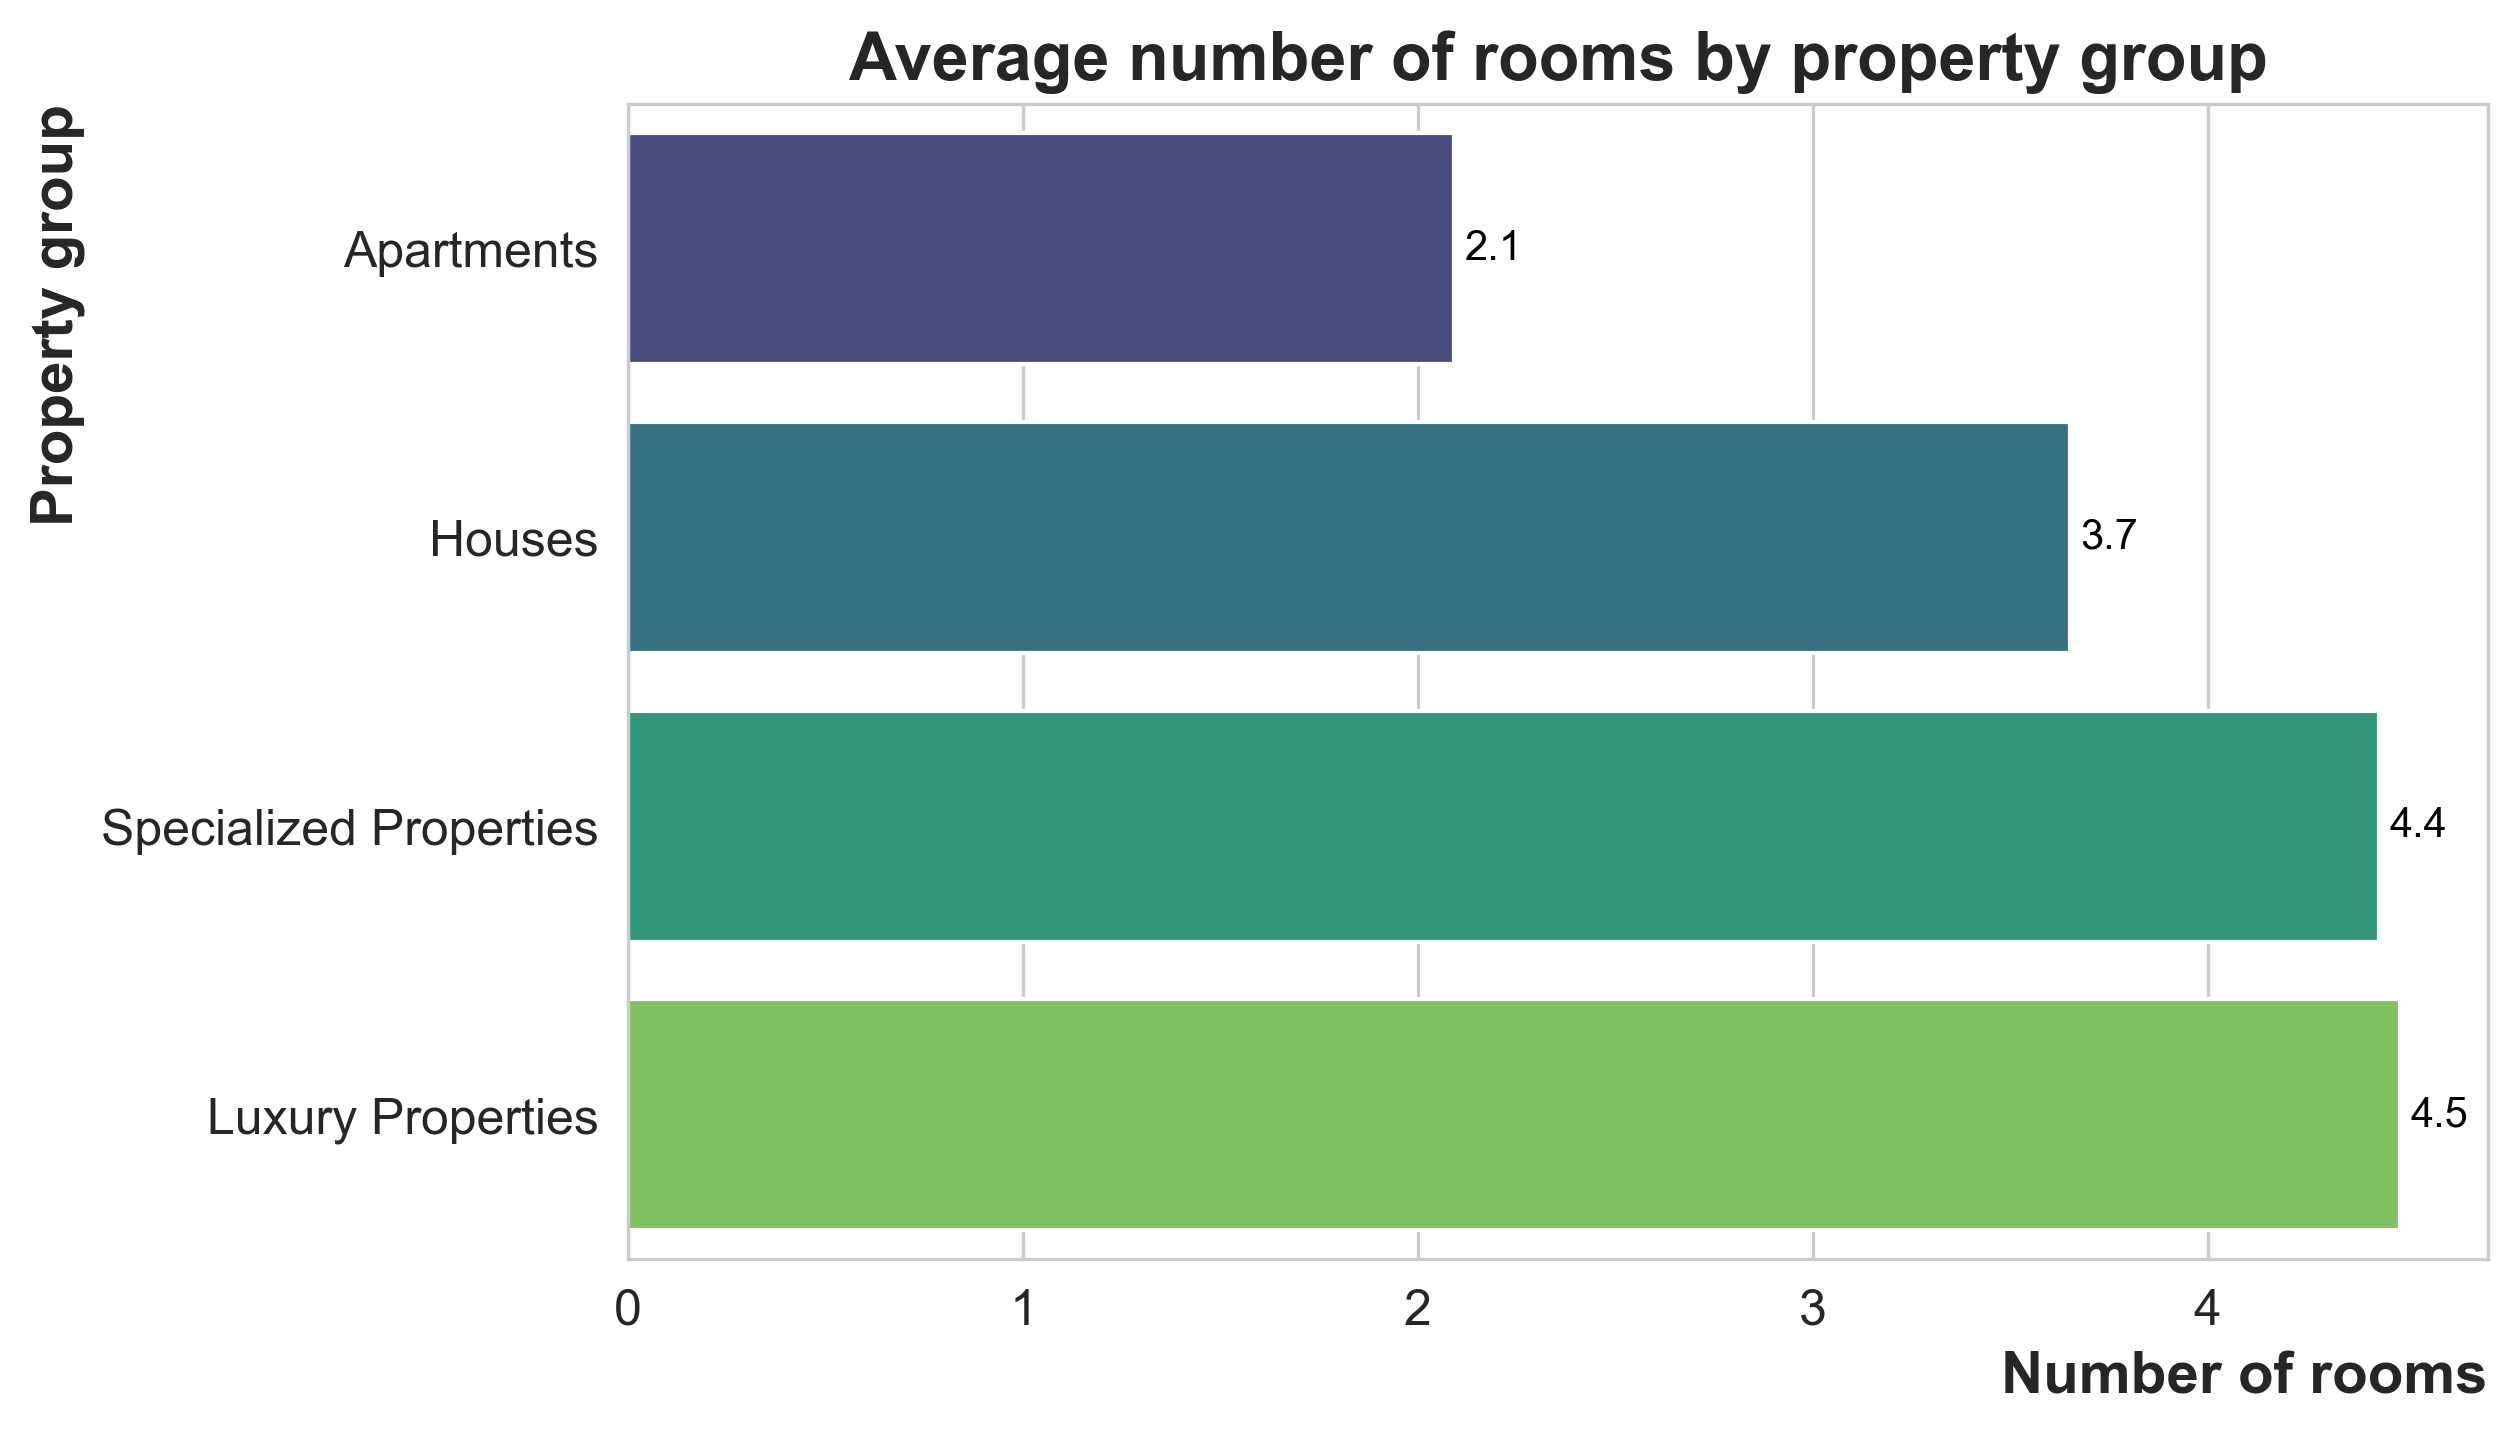 Average number of rooms by property group
Property group
Apartments
2.1
Houses
3.7
Specialized Properties
4.4
Luxury Properties
4.5
0 1 2 3 4
Number of rooms